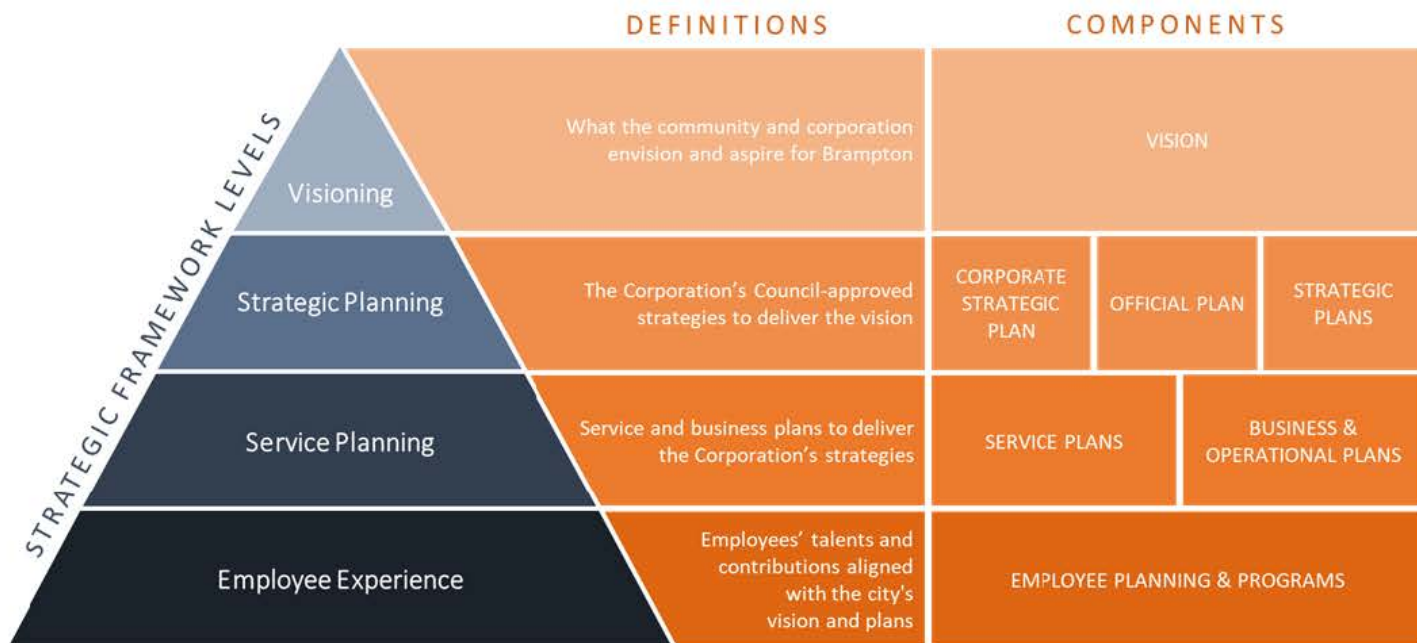 DEFINITIONS
COMPONENTS
STRATEGIC FRAMEWORK LEVELS
Visioning
What the community and corporation
envision and aspire for Brampton
VISION
Strategic Planning
The Corporation's Council-approved
strategies to deliver the vision
CORPORATE
STRATEGIC
PLAN
OFFICIAL PLAN
STRATEGIC
PLANS
Service Planning
Service and business plans to deliver
the Corporation's strategies
SERVICE PLANS
BUSINESS &
OPERATIONAL PLANS
Employee Experience
Employees' talents and
contributions aligned
with the city's
vision and plans
EMPLOYEE PLANNING & PROGRAMS